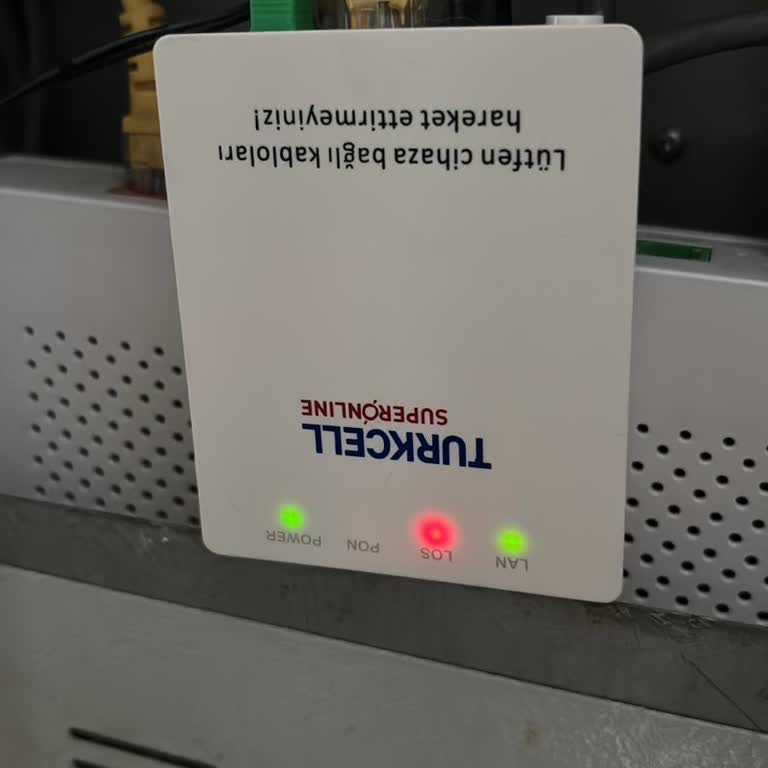 LAN LOS PON POWER
TURKCELL
SUPERONLINE
Lütfen cihaza bağlı kabloları
hareket ettirmeyiniz!